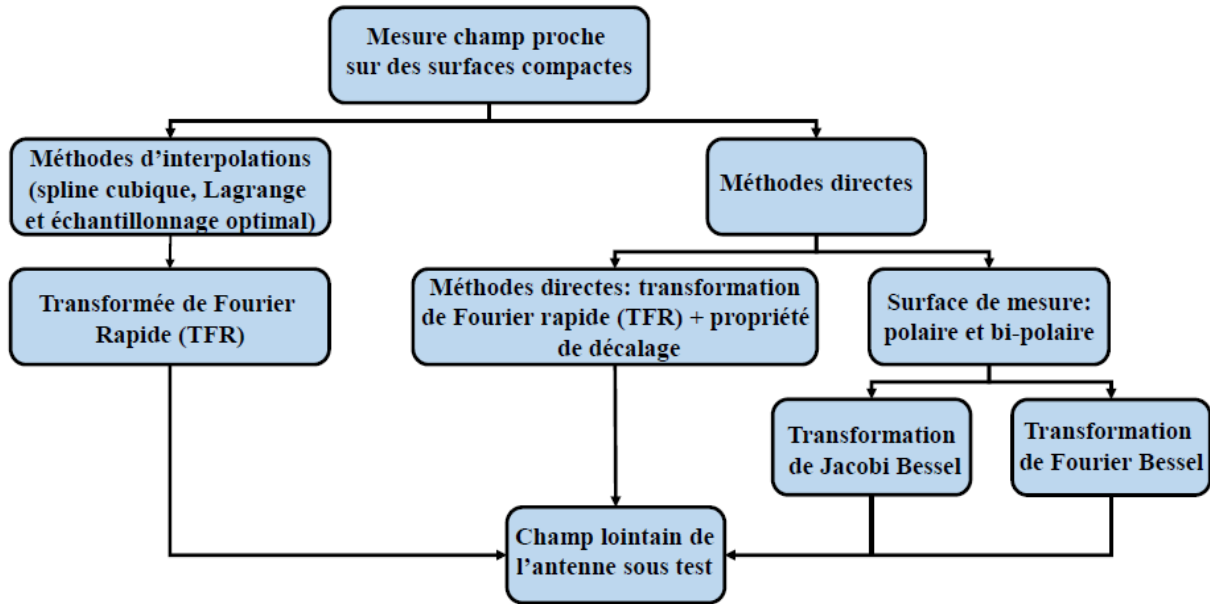 Mesure champ proche
sur des surfaces compactes
Méthodes d’interpolations
(spline cubique, Lagrange
et échantillonnage optimal)
Méthodes directes
Transformée de Fourier
Rapide (TFR)
Méthodes directes: transformation
de Fourier rapide (TFR) + propriété
de décalage
Surface de mesure:
polaire et bi-polaire
Transformation
de Jacobi Bessel
Transformation
de Fourier Bessel
Champ lointain de
l’antenne sous test